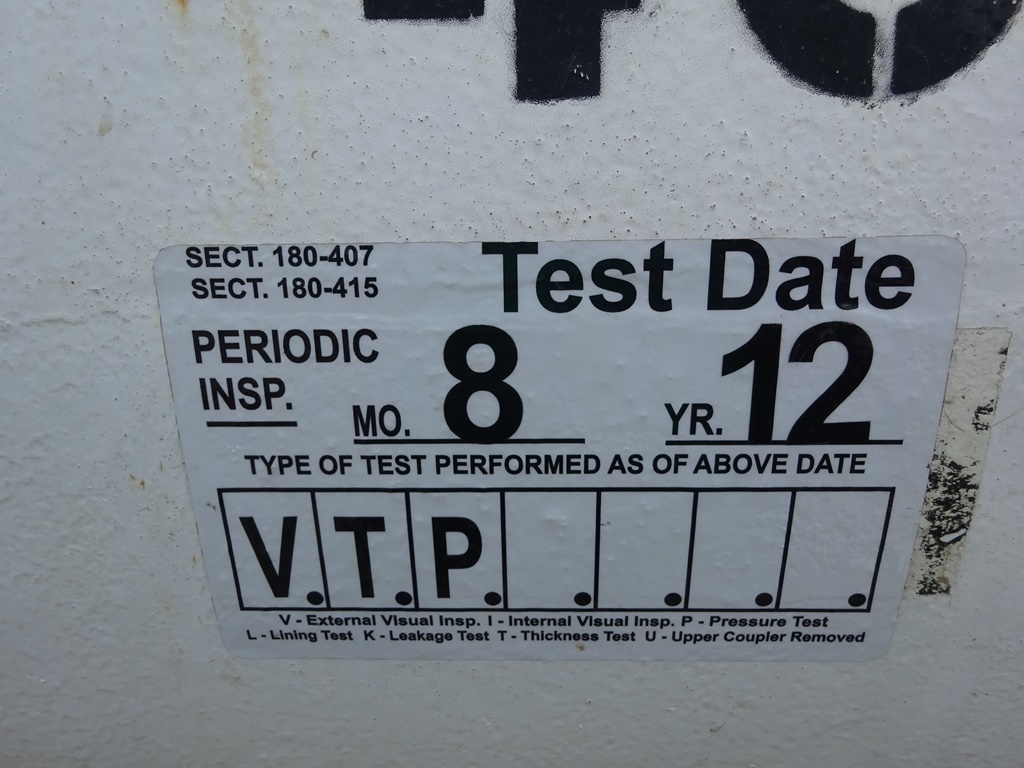 SECT. 180-407
SECT. 180-415
Test Date
PERIODIC
INSP.
MO. 8 YR. 12
TYPE OF TEST PERFORMED AS OF ABOVE DATE
V. T. P. . . . .
V - External Visual Insp. I - Internal Visual Insp. P - Pressure Test
L - Lining Test K - Leakage Test T - Thickness Test U - Upper Coupler Removed